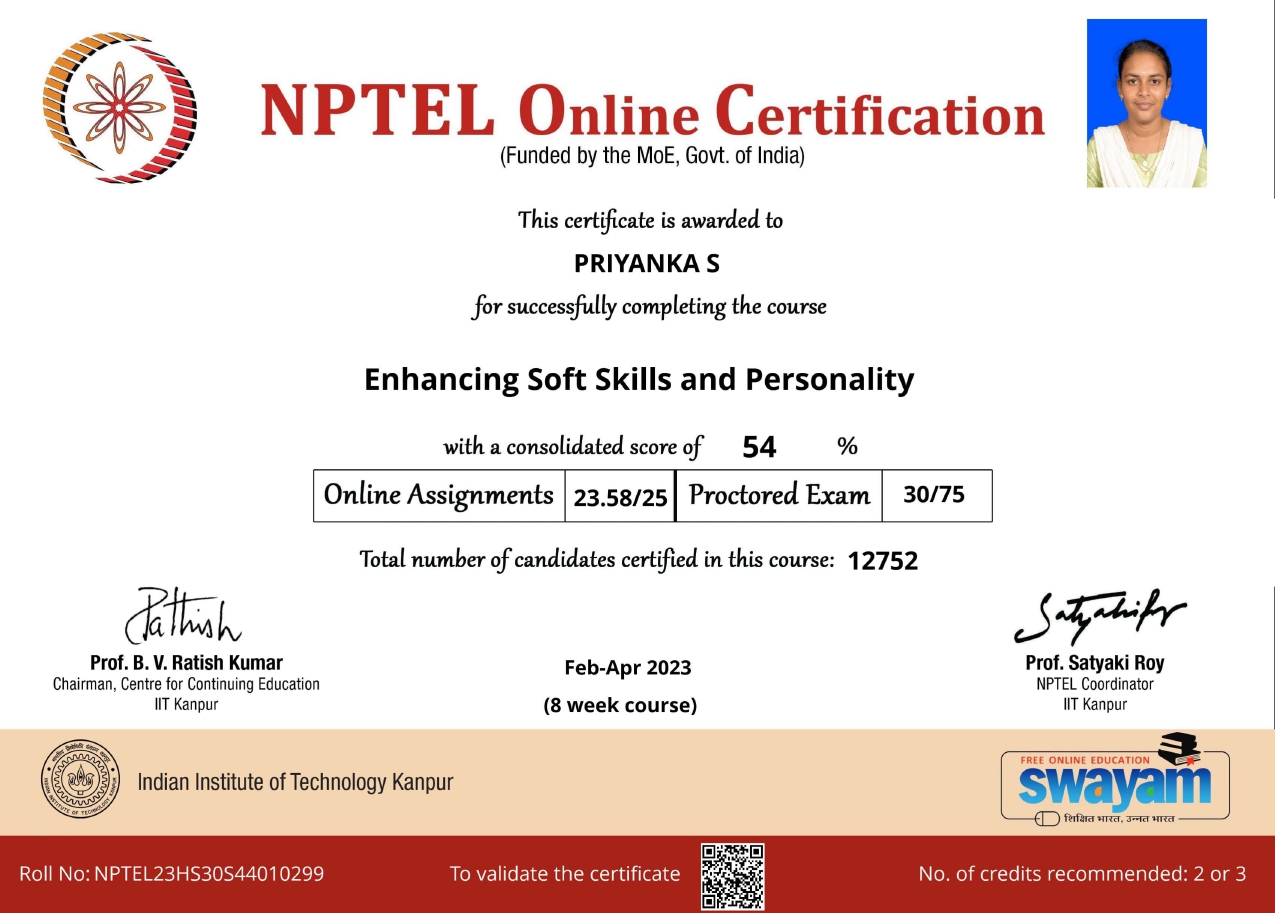 NPTEL Online Certification
(Funded by the MoE, Govt. of India)
This certificate is awarded to
PRIYANKA S
for successfully completing the course
Enhancing Soft Skills and Personality
with a consolidated score of 54 %
Online Assignments 23.58/25 Proctored Exam 30/75
Total number of candidates certified in this course: 12752
Prof. B. V. Ratish Kumar
Chairman, Centre for Continuing Education
IIT Kanpur
Feb-Apr 2023
(8 week course)
Prof. Satyaki Roy
NPTEL Coordinator
IIT Kanpur
INDIAN INSTITUTE OF TECHNOLOGY KANPUR
Indian Institute of Technology Kanpur
FREE ONLINE EDUCATION
swayam
शिक्षित भारत, उन्नत भारत
Roll No: NPTEL23HS30S44010299
To validate the certificate
No. of credits recommended: 2 or 3